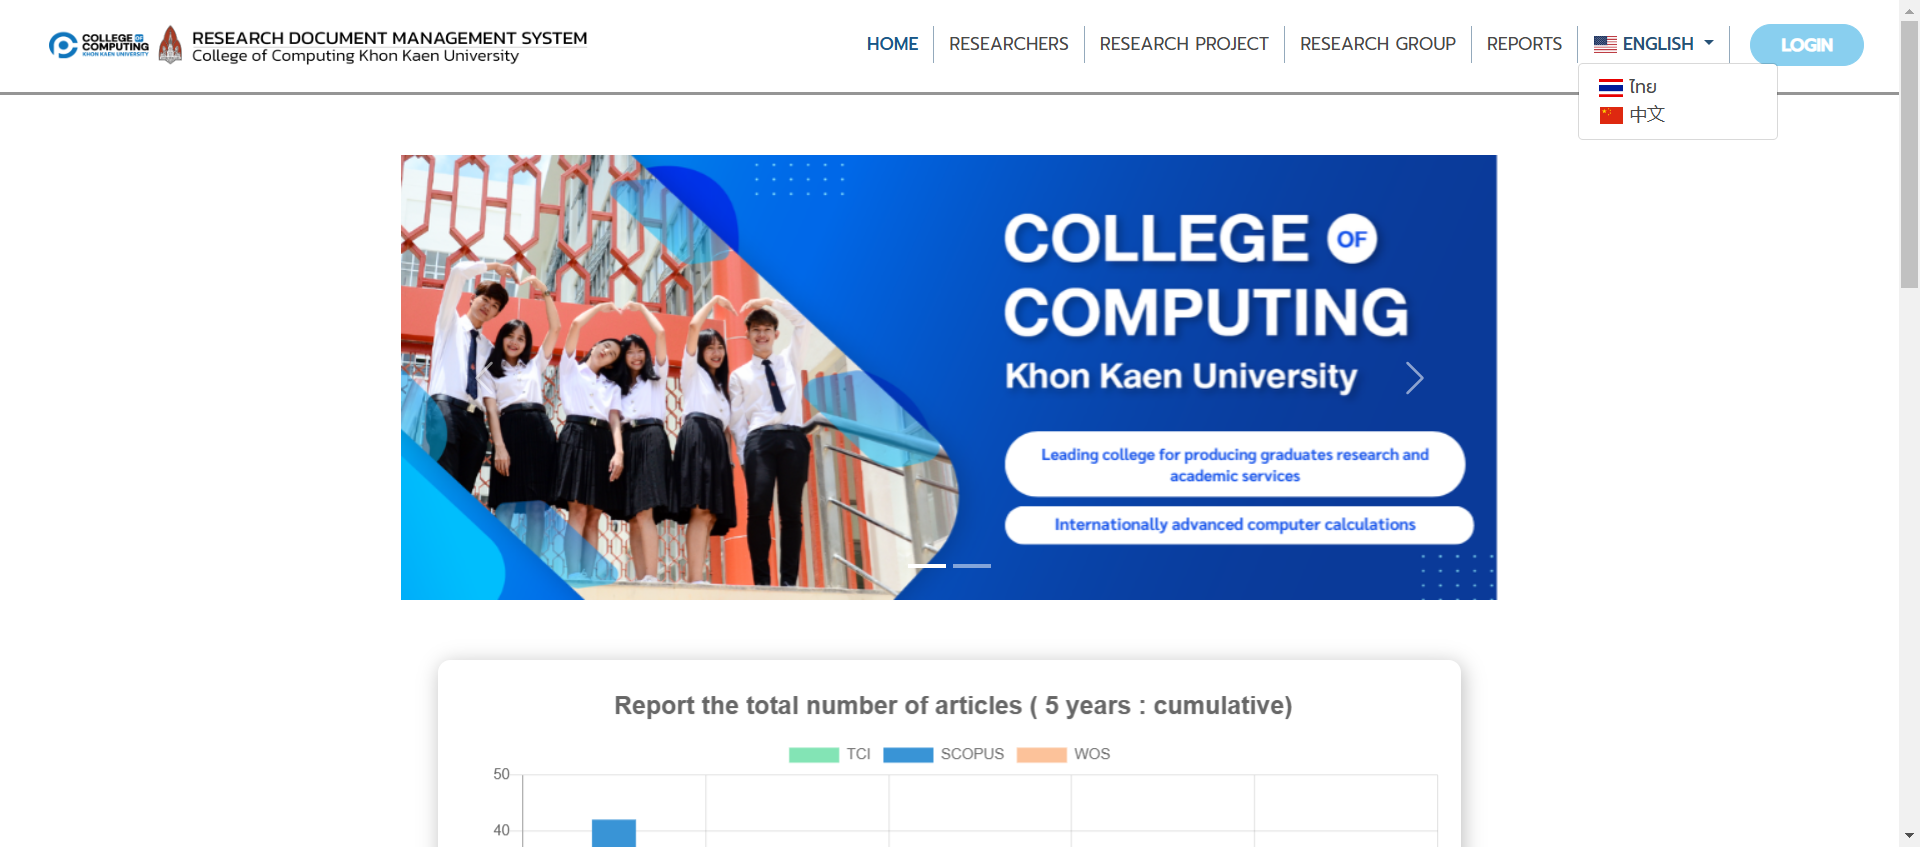 COLLEGE OF
COMPUTING
KHON KAEN UNIVERSITY
RESEARCH DOCUMENT MANAGEMENT SYSTEM
College of Computing Khon Kaen University
HOME
RESEARCHERS
RESEARCH PROJECT
RESEARCH GROUP
REPORTS
ENGLISH
LOGIN
ไทย
中文
COLLEGE OF
COMPUTING
Khon Kaen University
Leading college for producing graduates research and
academic services
Internationally advanced computer calculations
Report the total number of articles ( 5 years : cumulative)
TCI SCOPUS WOS
50
40